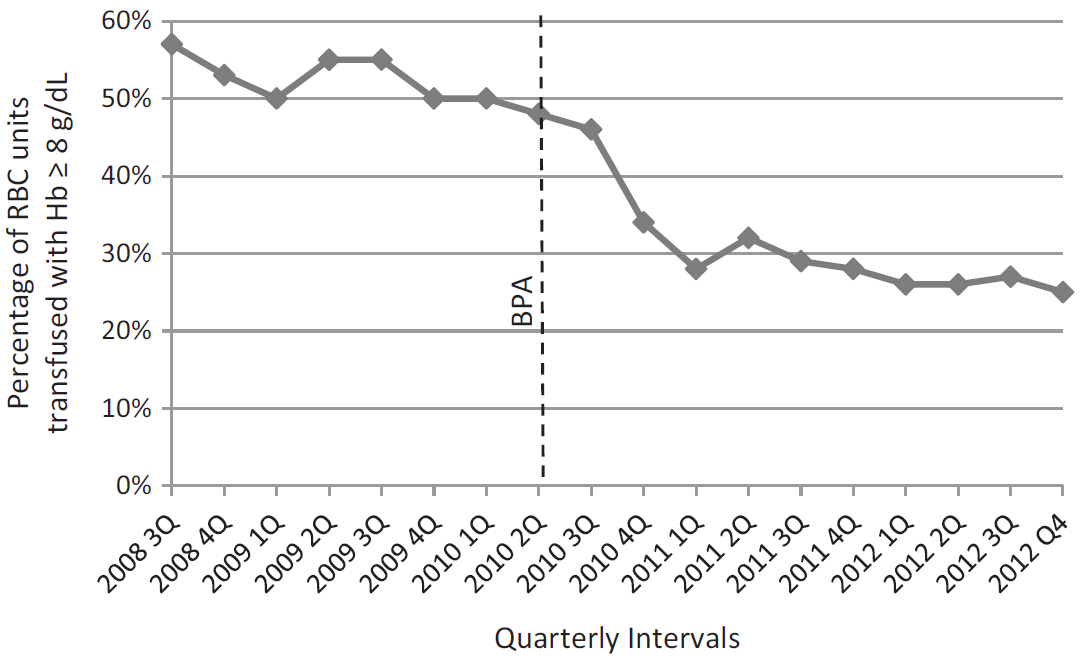 60%
50%
40%
30%
20%
10%
0%
Percentage of RBC units
transfused with Hb ≥ 8 g/dL
BPA
2008 3Q
2008 4Q
2009 1Q
2009 2Q
2009 3Q
2009 4Q
2010 1Q
2010 2Q
2010 3Q
2010 4Q
2011 1Q
2011 2Q
2011 3Q
2011 4Q
2012 1Q
2012 2Q
2012 3Q
2012 Q4
Quarterly Intervals